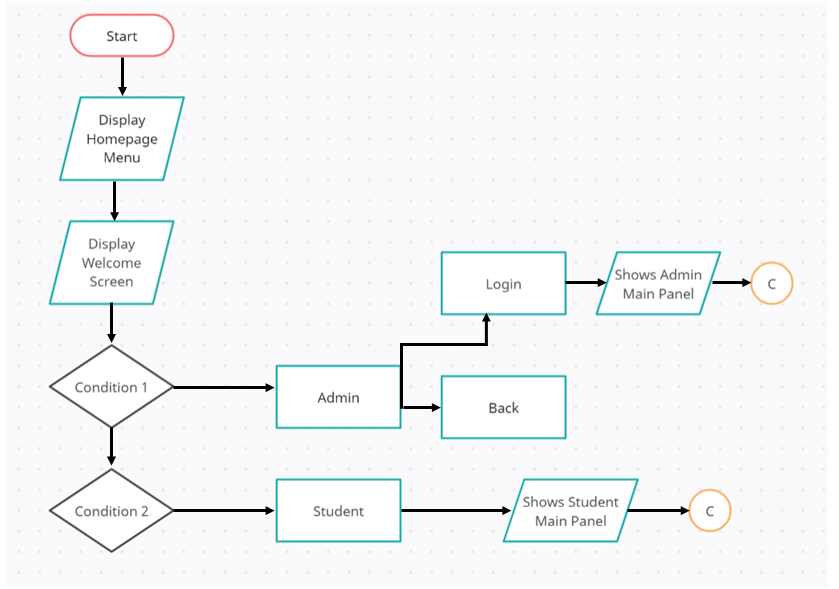 Start
Display
Homepage
Menu
Display
Welcome
Screen
Login
Shows Admin
Main Panel
C
Condition 1
Admin
Back
Condition 2
Student
Shows Student
Main Panel
C